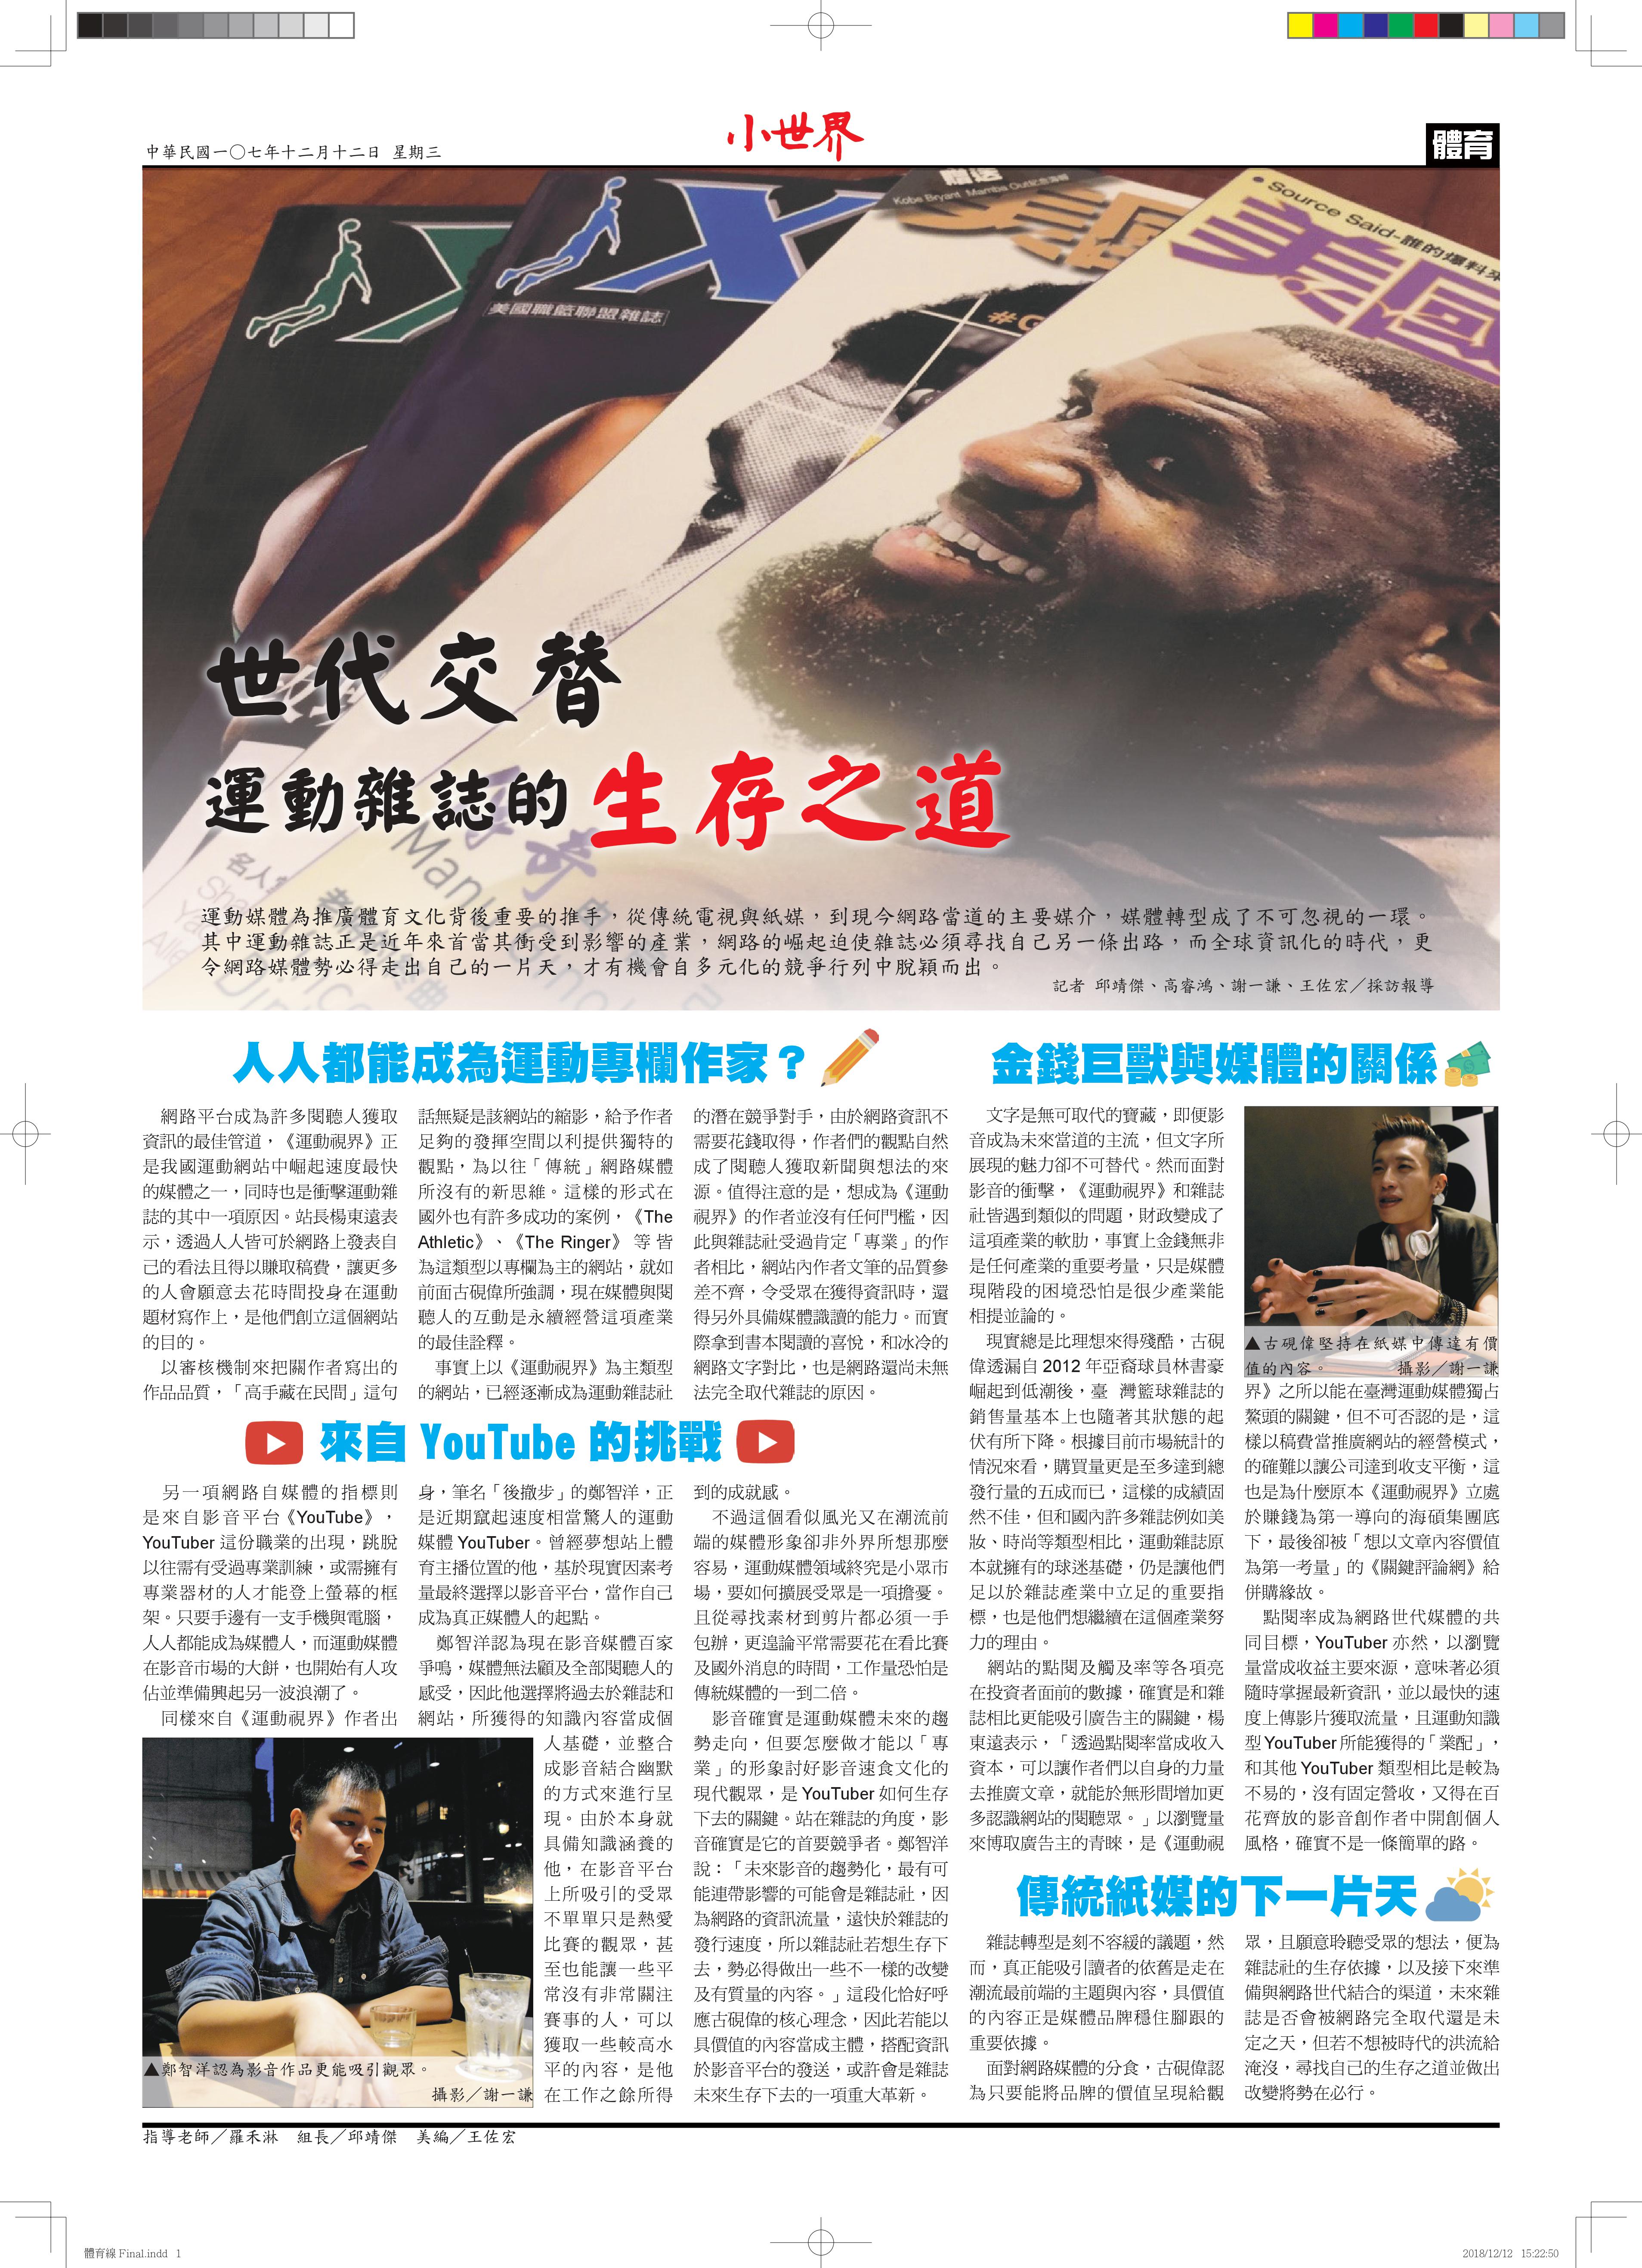 中華民國一○七年十二月十二日 星期三
小世界
體育
贈送
Kobe Bryant Mamba Out紀念海報
Source Said-誰的爆料來
美國
美國職籃聯盟雜誌
世代交替
運動雜誌的生存之道
Manu Gino
運動媒體為推廣體育文化背後重要的推手，從傳統電視與紙媒，到現今網路當道的主要媒介，媒體轉型成了不可忽視的一環。
其中運動雜誌正是近年來首當其衝受到影響的產業，網路的崛起迫使雜誌必須尋找自己另一條出路，而全球資訊化的時代，更
令網路媒體勢必得走出自己的一片天，才有機會自多元化的競爭行列中脫穎而出。
記者 邱靖傑、高睿鴻、謝一謙、王佐宏／採訪報導
人人都能成為運動專欄作家？
網路平台成為許多閱聽人獲取
資訊的最佳管道，《運動視界》正
是我國運動網站中崛起速度最快
的媒體之一，同時也是衝擊運動雜
誌的其中一項原因。站長楊東遠表
示，透過人人皆可於網路上發表自
己的看法且得以賺取稿費，讓更多
的人會願意去花時間投身在運動
題材寫作上，是他們創立這個網站
的目的。
以審核機制來把關作者寫出的
作品品質，「高手藏在民間」這句
話無疑是該網站的縮影，給予作者
足夠的發揮空間以利提供獨特的
觀點，為以往「傳統」網路媒體
所沒有的新思維。這樣的形式在
國外也有許多成功的案例，《The
Athletic》、《The Ringer》 等 皆
為這類型以專欄為主的網站，就如
前面古硯偉所強調，現在媒體與閱
聽人的互動是永續經營這項產業
的最佳詮釋。
事實上以《運動視界》為主類型
的網站，已經逐漸成為運動雜誌社
的潛在競爭對手，由於網路資訊不
需要花錢取得，作者們的觀點自然
成了閱聽人獲取新聞與想法的來
源。值得注意的是，想成為《運動
視界》的作者並沒有任何門檻，因
此與雜誌社受過肯定「專業」的作
者相比，網站內作者文筆的品質參
差不齊，令受眾在獲得資訊時，還
得另外具備媒體識讀的能力。而實
際拿到書本閱讀的喜悅，和冰冷的
網路文字對比，也是網路還尚未無
法完全取代雜誌的原因。
來自 YouTube 的挑戰
另一項網路自媒體的指標則
是來自影音平台《YouTube》，
YouTuber 這份職業的出現，跳脫
以往需有受過專業訓練，或需擁有
專業器材的人才能登上螢幕的框
架。只要手邊有一支手機與電腦，
人人都能成為媒體人，而運動媒體
在影音市場的大餅，也開始有人攻
佔並準備興起另一波浪潮了。
同樣來自《運動視界》作者出
身，筆名「後撤步」的鄭智洋，正
是近期竄起速度相當驚人的運動
媒體 YouTuber。曾經夢想站上體
育主播位置的他，基於現實因素考
量最終選擇以影音平台，當作自己
成為真正媒體人的起點。
鄭智洋認為現在影音媒體百家
爭鳴，媒體無法顧及全部閱聽人的
感受，因此他選擇將過去於雜誌和
網站，所獲得的知識內容當成個
人基礎，並整合
成影音結合幽默
的方式來進行呈
現。由於本身就
具備知識涵養的
他，在影音平台
上所吸引的受眾
不單單只是熱愛
比賽的觀眾，甚
至也能讓一些平
常沒有非常關注
賽事的人，可以
獲取一些較高水
平的內容，是他
在工作之餘所得
▲鄭智洋認為影音作品更能吸引觀眾。
攝影／謝一謙
到的成就感。
不過這個看似風光又在潮流前
端的媒體形象卻非外界所想那麼
容易，運動媒體領域終究是小眾市
場，要如何擴展受眾是一項擔憂。
且從尋找素材到剪片都必須一手
包辦，更遑論平常需要花在看比賽
及國外消息的時間，工作量恐怕是
傳統媒體的一到二倍。
影音確實是運動媒體未來的趨
勢走向，但要怎麼做才能以「專
業」的形象討好影音速食文化的
現代觀眾，是 YouTuber 如何生存
下去的關鍵。站在雜誌的角度，影
音確實是它的首要競爭者。鄭智洋
說：「未來影音的趨勢化，最有可
能連帶影響的可能會是雜誌社，因
為網路的資訊流量，遠快於雜誌的
發行速度，所以雜誌社若想生存下
去，勢必得做出一些不一樣的改變
及有質量的內容。」這段化恰好呼
應古硯偉的核心理念，因此若能以
具價值的內容當成主體，搭配資訊
於影音平台的發送，或許會是雜誌
未來生存下去的一項重大革新。
金錢巨獸與媒體的關係
文字是無可取代的寶藏，即便影
音成為未來當道的主流，但文字所
展現的魅力卻不可替代。然而面對
影音的衝擊，《運動視界》和雜誌
社皆遇到類似的問題，財政變成了
這項產業的軟肋，事實上金錢無非
是任何產業的重要考量，只是媒體
現階段的困境恐怕是很少產業能
相提並論的。
現實總是比理想來得殘酷，古硯
偉透漏自 2012 年亞裔球員林書豪
崛起到低潮後，臺 灣籃球雜誌的
銷售量基本上也隨著其狀態的起
伏有所下降。根據目前市場統計的
情況來看，購買量更是至多達到總
發行量的五成而已，這樣的成績固
然不佳，但和國內許多雜誌例如美
妝、時尚等類型相比，運動雜誌原
本就擁有的球迷基礎，仍是讓他們
足以於雜誌產業中立足的重要指
標，也是他們想繼續在這個產業努
力的理由。
網站的點閱及觸及率等各項亮
在投資者面前的數據，確實是和雜
誌相比更能吸引廣告主的關鍵，楊
東遠表示，「透過點閱率當成收入
資本，可以讓作者們以自身的力量
去推廣文章，就能於無形間增加更
多認識網站的閱聽眾。」以瀏覽量
來博取廣告主的青睞，是《運動視
▲古硯偉堅持在紙媒中傳達有價
值的內容。 攝影／謝一謙
界》之所以能在臺灣運動媒體獨占
鰲頭的關鍵，但不可否認的是，這
樣以稿費當推廣網站的經營模式，
的確難以讓公司達到收支平衡，這
也是為什麼原本《運動視界》立處
於賺錢為第一導向的海碩集團底
下，最後卻被「想以文章內容價值
為第一考量」的《關鍵評論網》給
併購緣故。
點閱率成為網路世代媒體的共
同目標，YouTuber 亦然，以瀏覽
量當成收益主要來源，意味著必須
隨時掌握最新資訊，並以最快的速
度上傳影片獲取流量，且運動知識
型 YouTuber 所能獲得的「業配」，
和其他 YouTuber 類型相比是較為
不易的，沒有固定營收，又得在百
花齊放的影音創作者中開創個人
風格，確實不是一條簡單的路。
傳統紙媒的下一片天
雜誌轉型是刻不容緩的議題，然
而，真正能吸引讀者的依舊是走在
潮流最前端的主題與內容，具價值
的內容正是媒體品牌穩住腳跟的
重要依據。
面對網路媒體的分食，古硯偉認
為只要能將品牌的價值呈現給觀
眾，且願意聆聽受眾的想法，便為
雜誌社的生存依據，以及接下來準
備與網路世代結合的渠道，未來雜
誌是否會被網路完全取代還是未
定之天，但若不想被時代的洪流給
淹沒，尋找自己的生存之道並做出
改變將勢在必行。
指導老師／羅禾淋 組長／邱靖傑 美編／王佐宏
體育線 Final.indd 1
2018/12/12 15:22:50